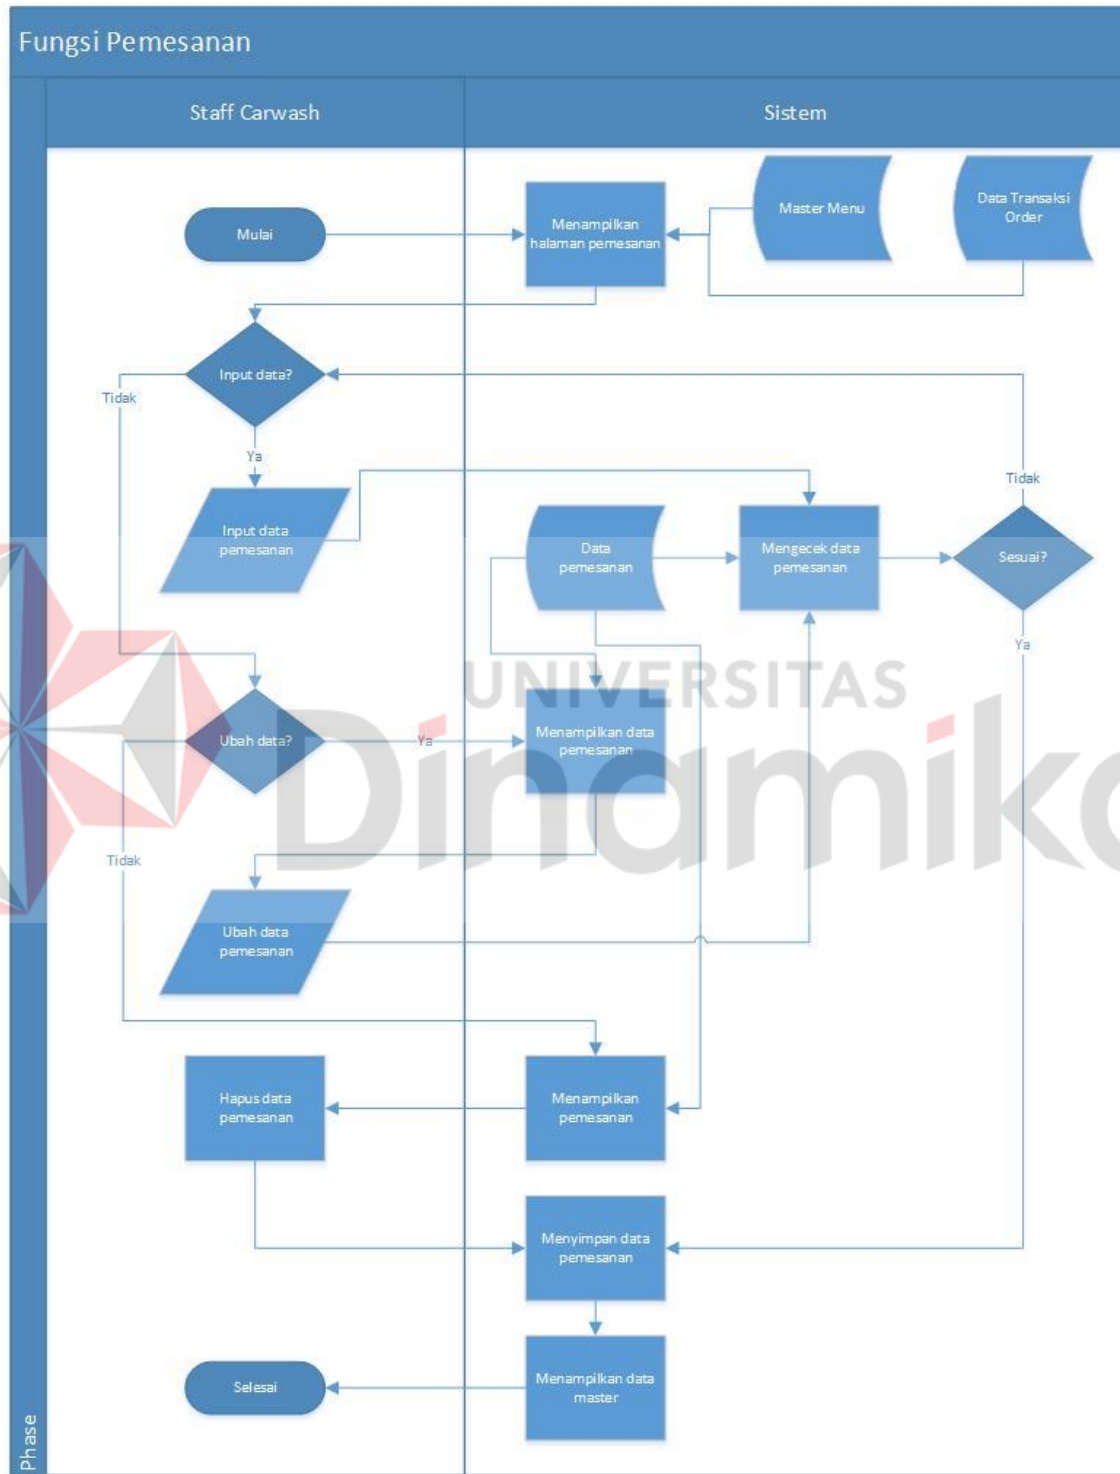 Fungsi Pemesanan
Staff Carwash
Sistem
Mulai
Menampilkan
halaman pemesanan
Master Menu
Data Transaksi
Order
Input data?
Tidak
Ya
Tidak
Input data
pemesanan
Data
pemesanan
Mengecek data
pemesanan
Sesuai?
Ya
UNIVERSITAS
Dinamika
Ubah data?
Ya
Menampilkan data
pemesanan
Tidak
Ubah data
pemesanan
Hapus data
pemesanan
Menampilkan
pemesanan
Menyimpan data
pemesanan
Selesai
Menampilkan data
master
Phase